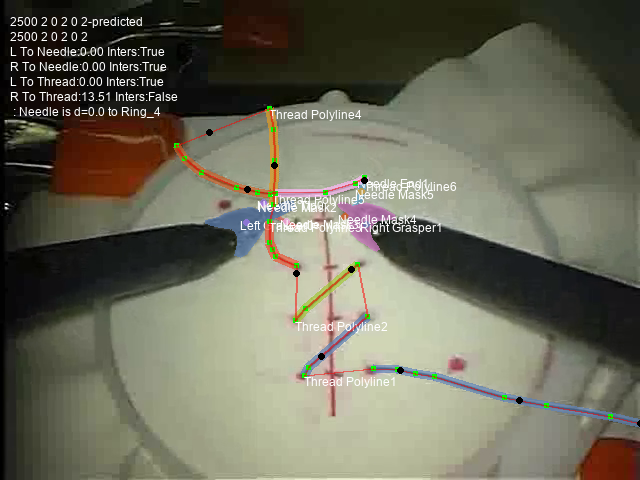 2500 2 0 2 0 2-predicted
2500 2 0 2 0 2
L To Needle:0.00 Inters:True
R To Needle:0.00 Inters:True
L To Thread:0.00 Inters:True
R To Thread:13.51 Inters:False
: Needle is d=0.0 to Ring_4
Thread Polyline4
Needle End1
Thread Polyline6
Needle Mask5
Thread Polyline5
Needle Mask2
Needle Mask4
Right Grasper1
Thread Polyline2
Thread Polyline1